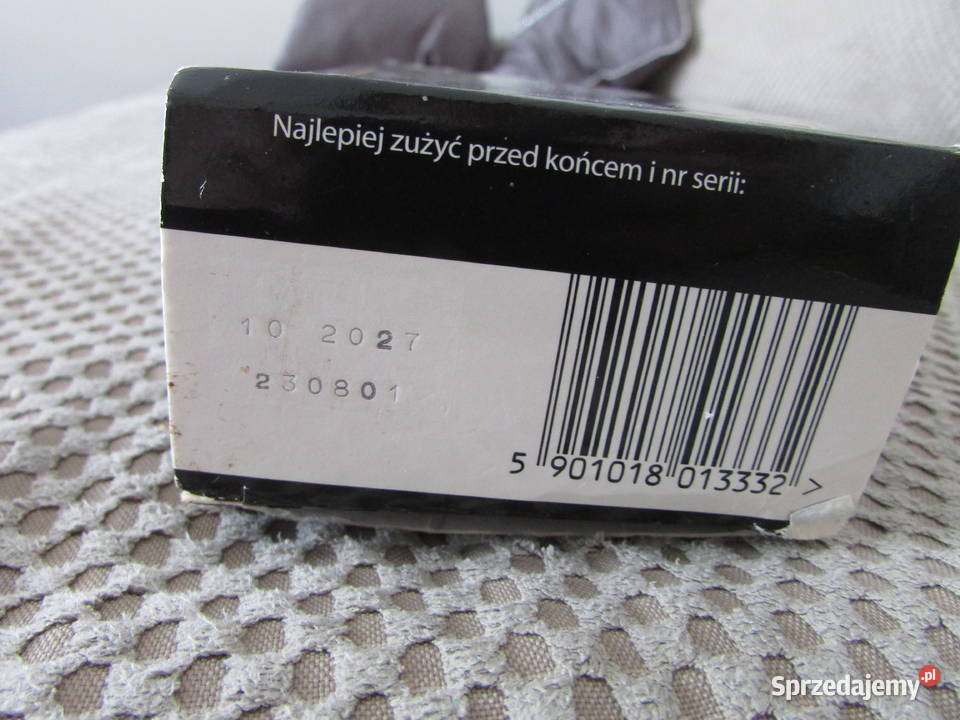 Najlepiej zużyć przed końcem i nr serii:
10 2027
230801
5 901018 013332 >
Sprzedajemy.pl